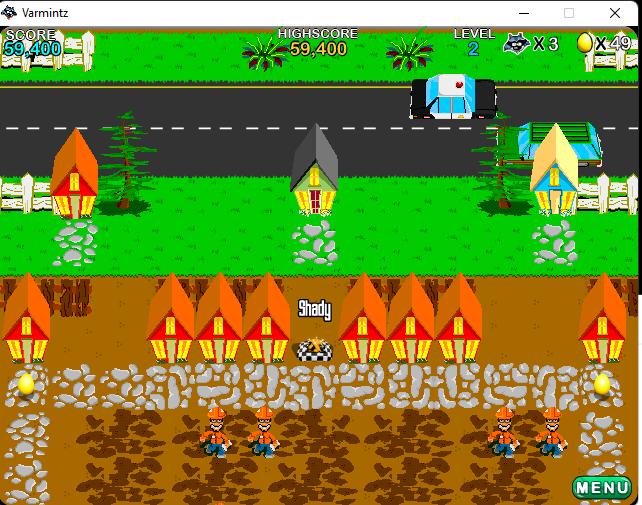 Varmintz
SCORE
59,400
HIGHSCORE
59,400
LEVEL
2
X 3
X 49
Shady
MENU